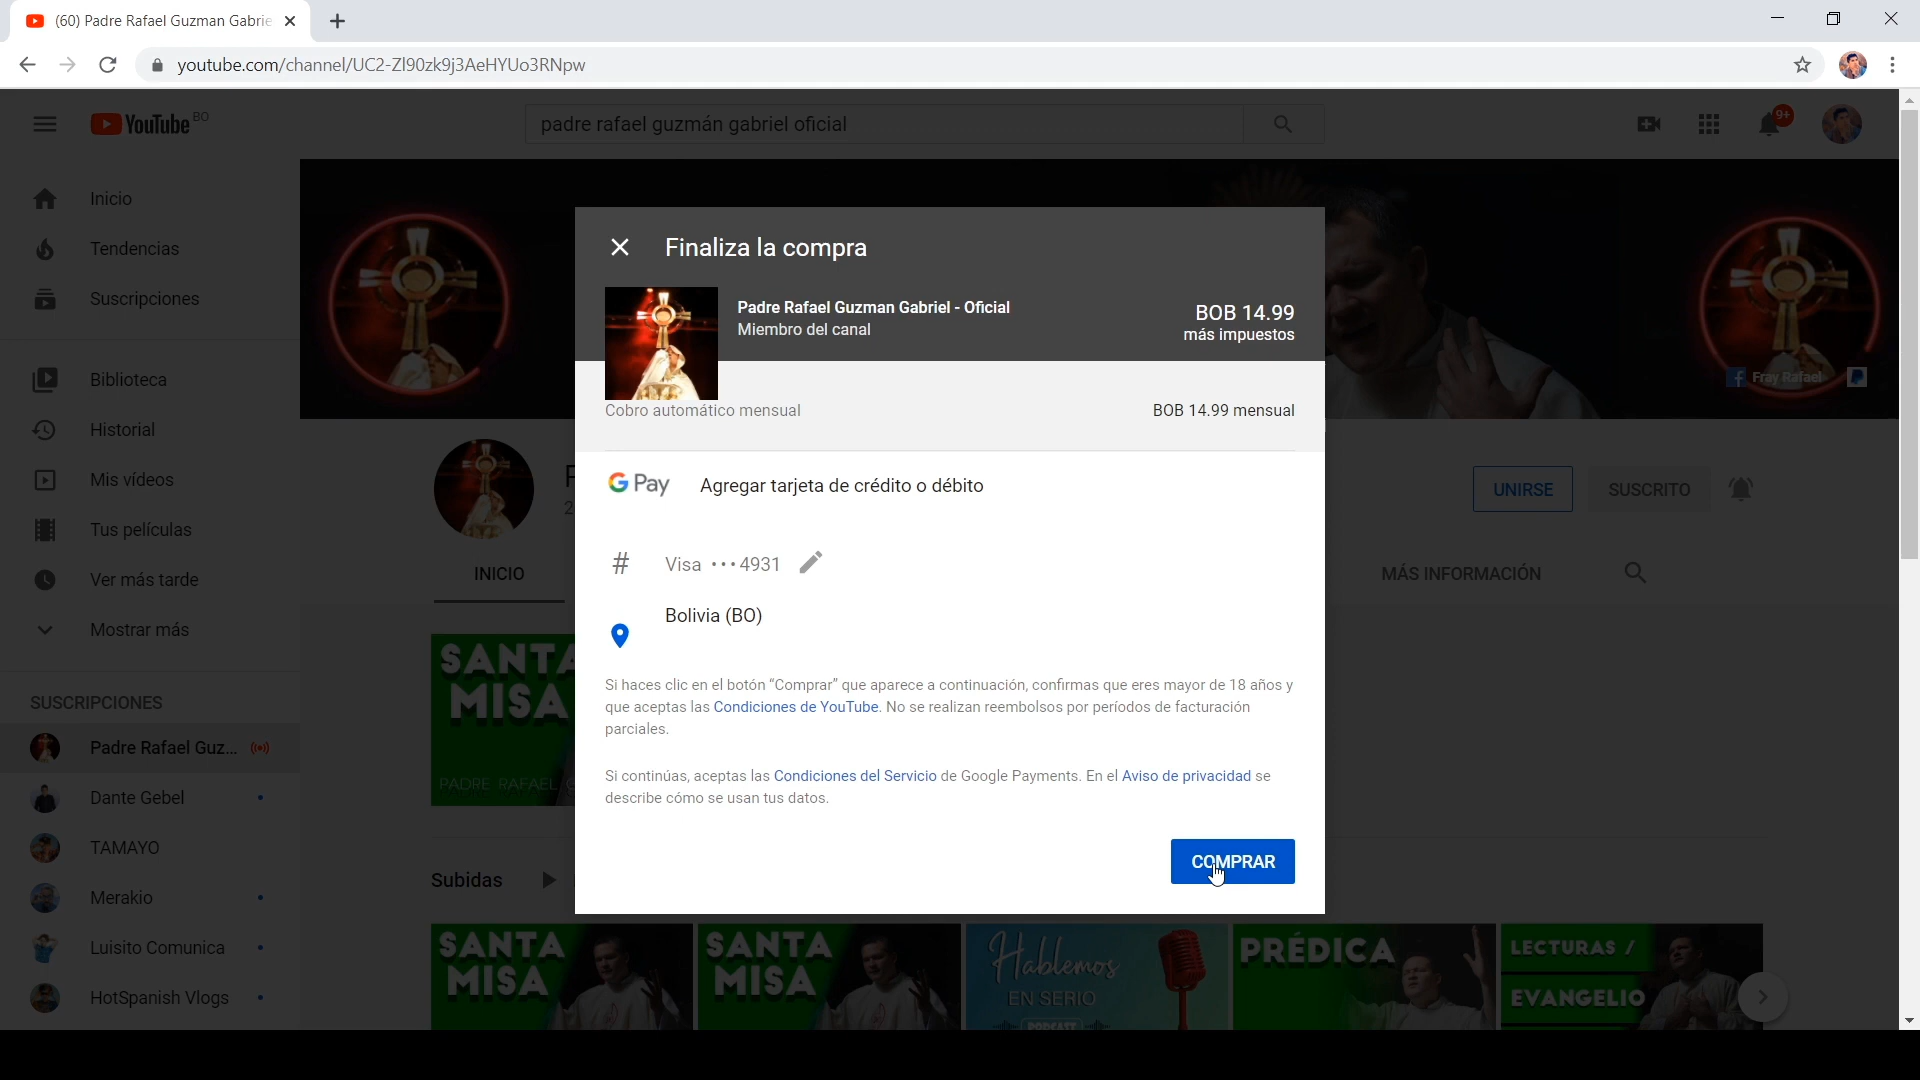 (60) Padre Rafael Guzman Gabrie
youtube.com/channel/UC2-Zl90zk9j3AeHYUo3RNpw
YouTube BO
padre rafael guzmán gabriel oficial
9+
Inicio
Tendencias
Suscripciones
Biblioteca
Historial
Mis vídeos
Tus películas
Ver más tarde
Mostrar más
SUSCRIPCIONES
Padre Rafael Guz...
Dante Gebel
TAMAYO
Merakio
Luisito Comunica
HotSpanish Vlogs
Fray Rafael
UNIRSE
SUSCRITO
INICIO
MÁS INFORMACIÓN
Finaliza la compra
Padre Rafael Guzman Gabriel - Oficial
Miembro del canal
BOB 14.99
más impuestos
Cobro automático mensual
BOB 14.99 mensual
G Pay
Agregar tarjeta de crédito o débito
# Visa ···4931
Bolivia (BO)
Si haces clic en el botón “Comprar” que aparece a continuación, confirmas que eres mayor de 18 años y
que aceptas las Condiciones de YouTube. No se realizan reembolsos por períodos de facturación
parciales.
Si continúas, aceptas las Condiciones del Servicio de Google Payments. En el Aviso de privacidad se
describe cómo se usan tus datos.
COMPRAR
SANTA
MISA
PADRE RAFAEL
Subidas
SANTA
MISA
SANTA
MISA
Hablemos
EN SERIO
PODCAST
PRÉDICA
LECTURAS /
EVANGELIO